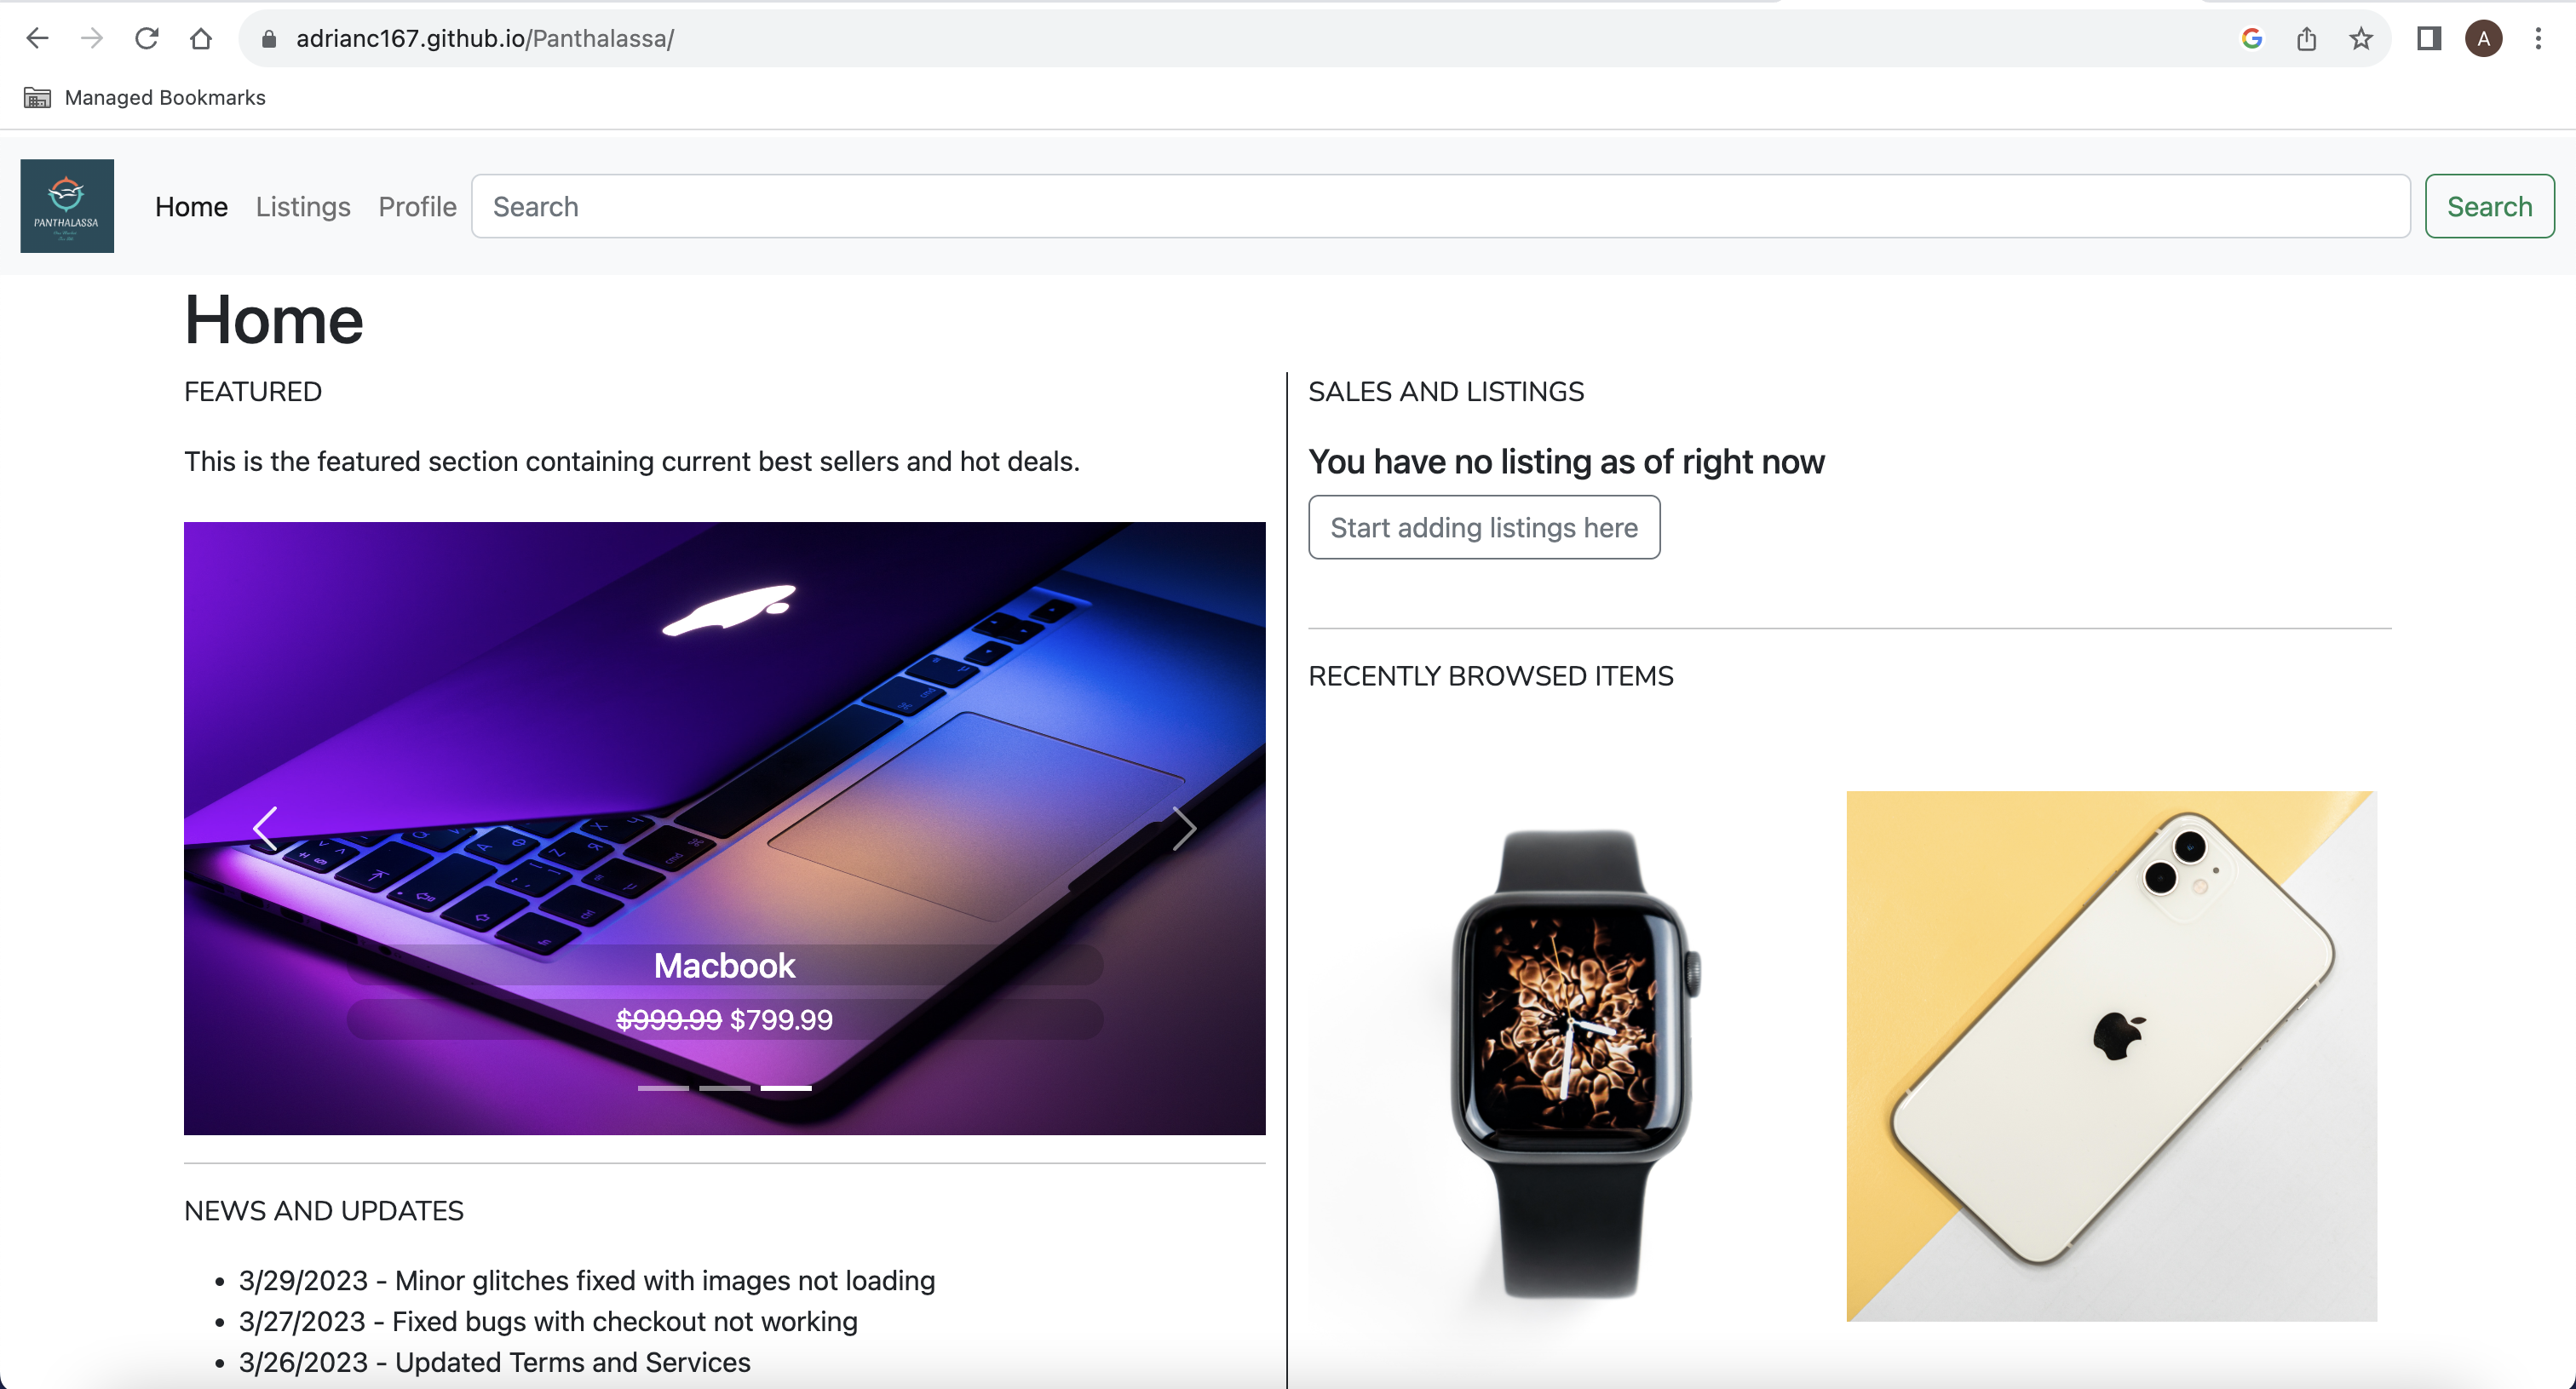 adrianc167.github.io/Panthalassa/
A
Managed Bookmarks
PANTHALASSA
Home
Listings
Profile
Search
Search
Home
FEATURED
This is the featured section containing current best sellers and hot deals.
Macbook
$999.99 $799.99
NEWS AND UPDATES
• 3/29/2023 - Minor glitches fixed with images not loading
• 3/27/2023 - Fixed bugs with checkout not working
• 3/26/2023 - Updated Terms and Services
SALES AND LISTINGS
You have no listing as of right now
Start adding listings here
RECENTLY BROWSED ITEMS